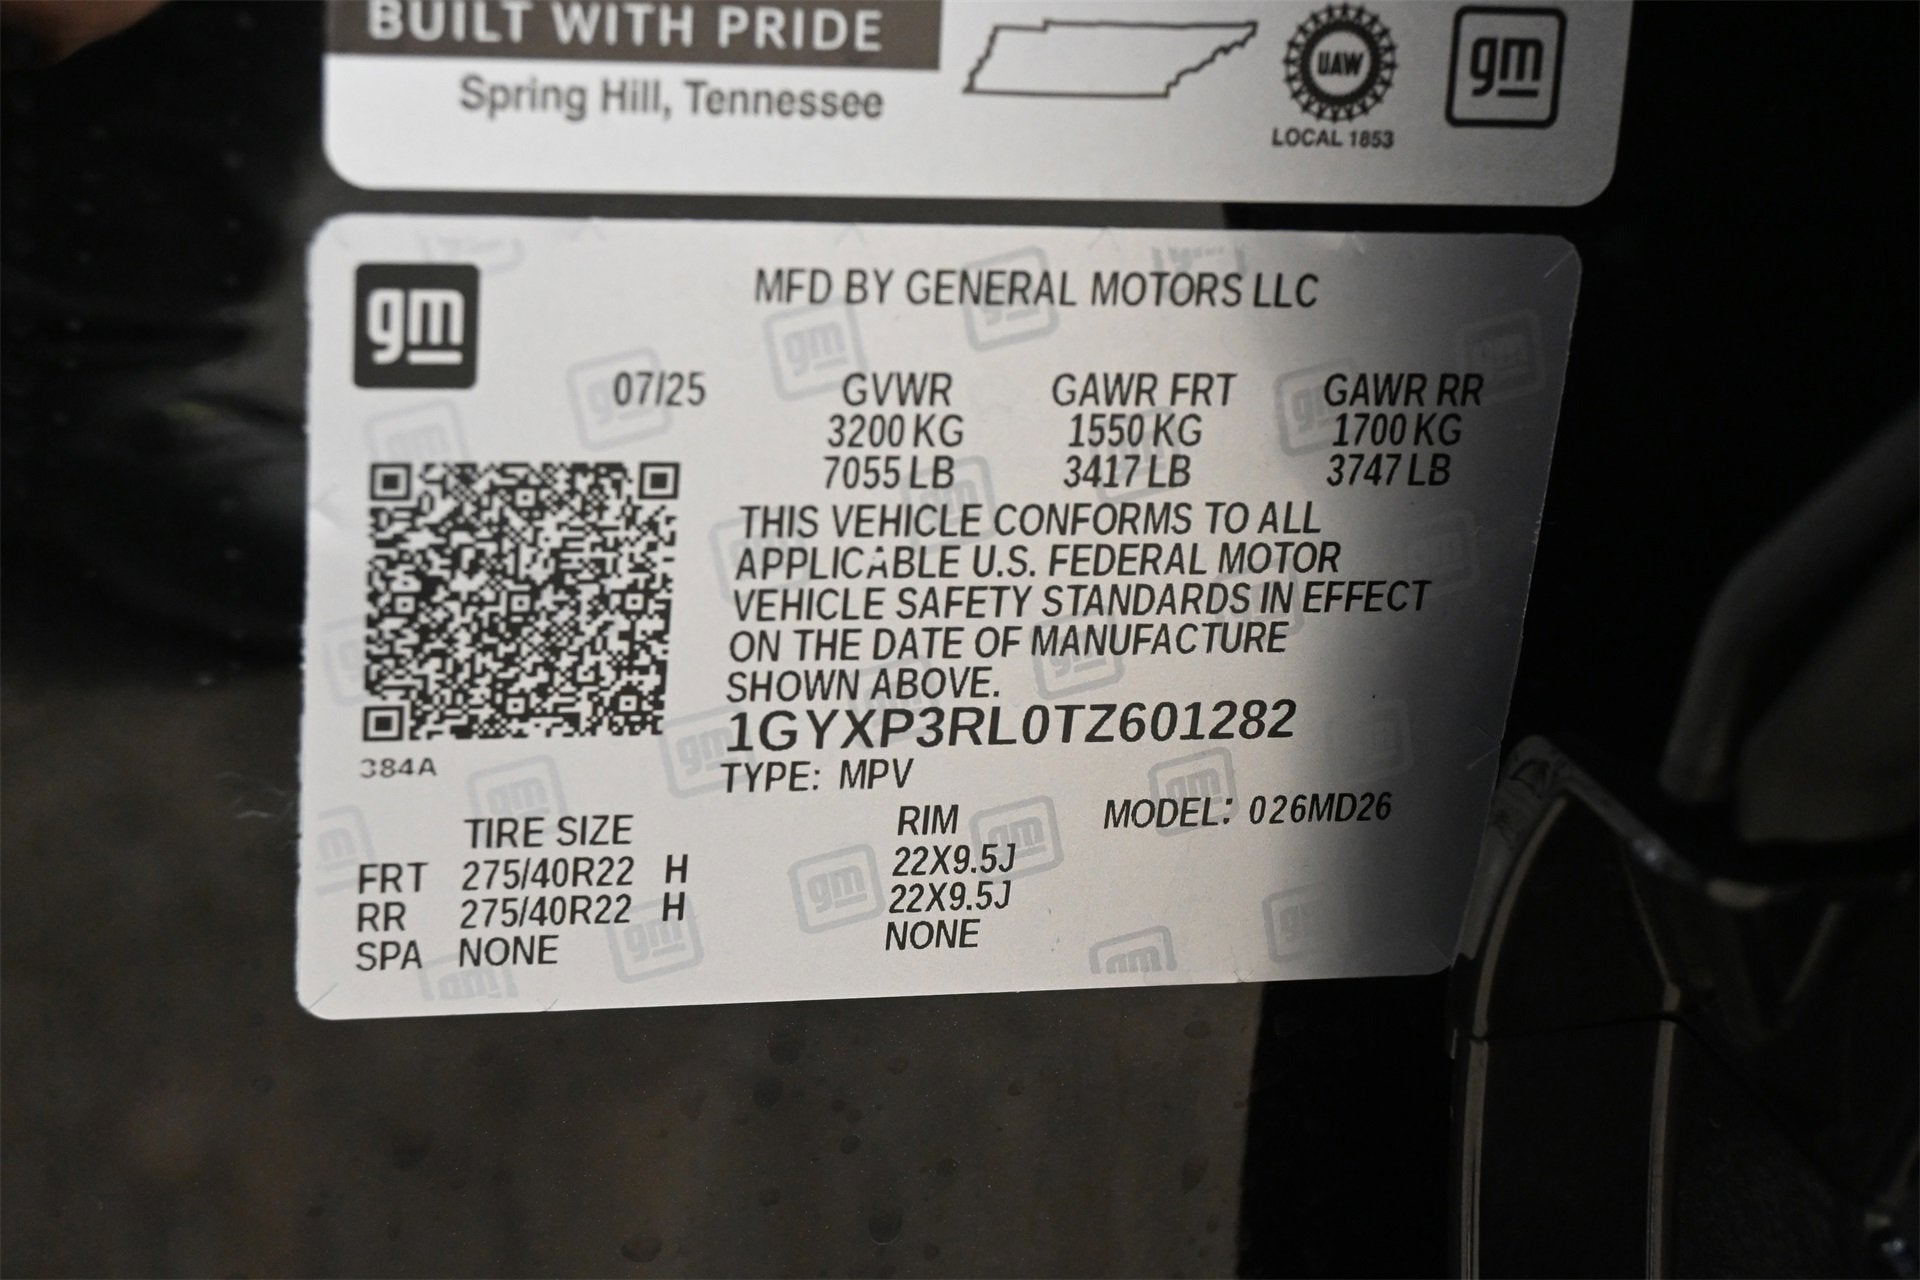 BUILT WITH PRIDE
Spring Hill, Tennessee
UAW
LOCAL 1853
gm
gm
MFD BY GENERAL MOTORS LLC
07/25 GVWR GAWR FRT GAWR RR
3200 KG 1550 KG 1700 KG
7055 LB 3417 LB 3747 LB
THIS VEHICLE CONFORMS TO ALL
APPLICABLE U.S. FEDERAL MOTOR
VEHICLE SAFETY STANDARDS IN EFFECT
ON THE DATE OF MANUFACTURE
SHOWN ABOVE.
1GYXP3RL0TZ601282
384A
TYPE: MPV
TIRE SIZE RIM MODEL: 026MD26
FRT 275/40R22 H 22X9.5J
RR 275/40R22 H 22X9.5J
SPA NONE NONE